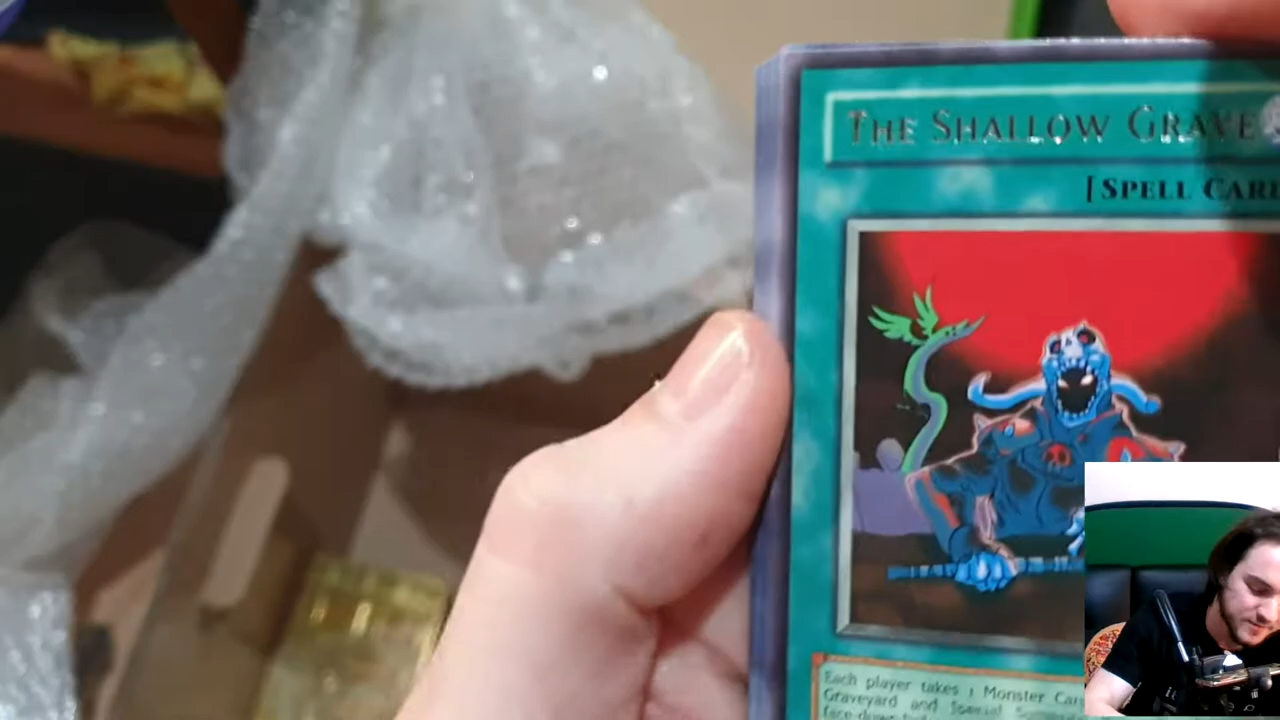 THE SHALLOW GRAVE
[SPELL CAR
Each player takes 1 Monster Car
Graveyard and Special
face-down